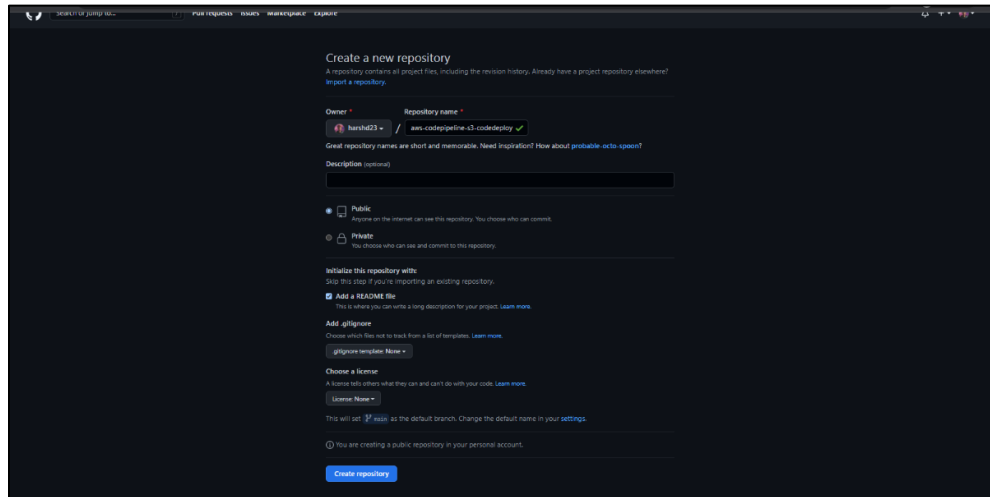 Search or jump to...
Pull requests Issues Marketplace Explore
Create a new repository
A repository contains all project files, including the revision history. Already have a project repository elsewhere?
Import a repository.
Owner * Repository name *
harshd23 / aws-codepipeline-s3-codedeploy
Great repository names are short and memorable. Need inspiration? How about probable-octo-spoon?
Description (optional)
Public
Anyone on the internet can see this repository. You choose who can commit.
Private
You choose who can see and commit to this repository.
Initialize this repository with:
Skip this step if you're importing an existing repository.
Add a README file
This is where you can write a long description for your project. Learn more.
Add .gitignore
Choose which files not to track from a list of templates. Learn more.
.gitignore template: None
Choose a license
A license tells others what they can and can't do with your code. Learn more.
License: None
This will set main as the default branch. Change the default name in your settings.
You are creating a public repository in your personal account.
Create repository